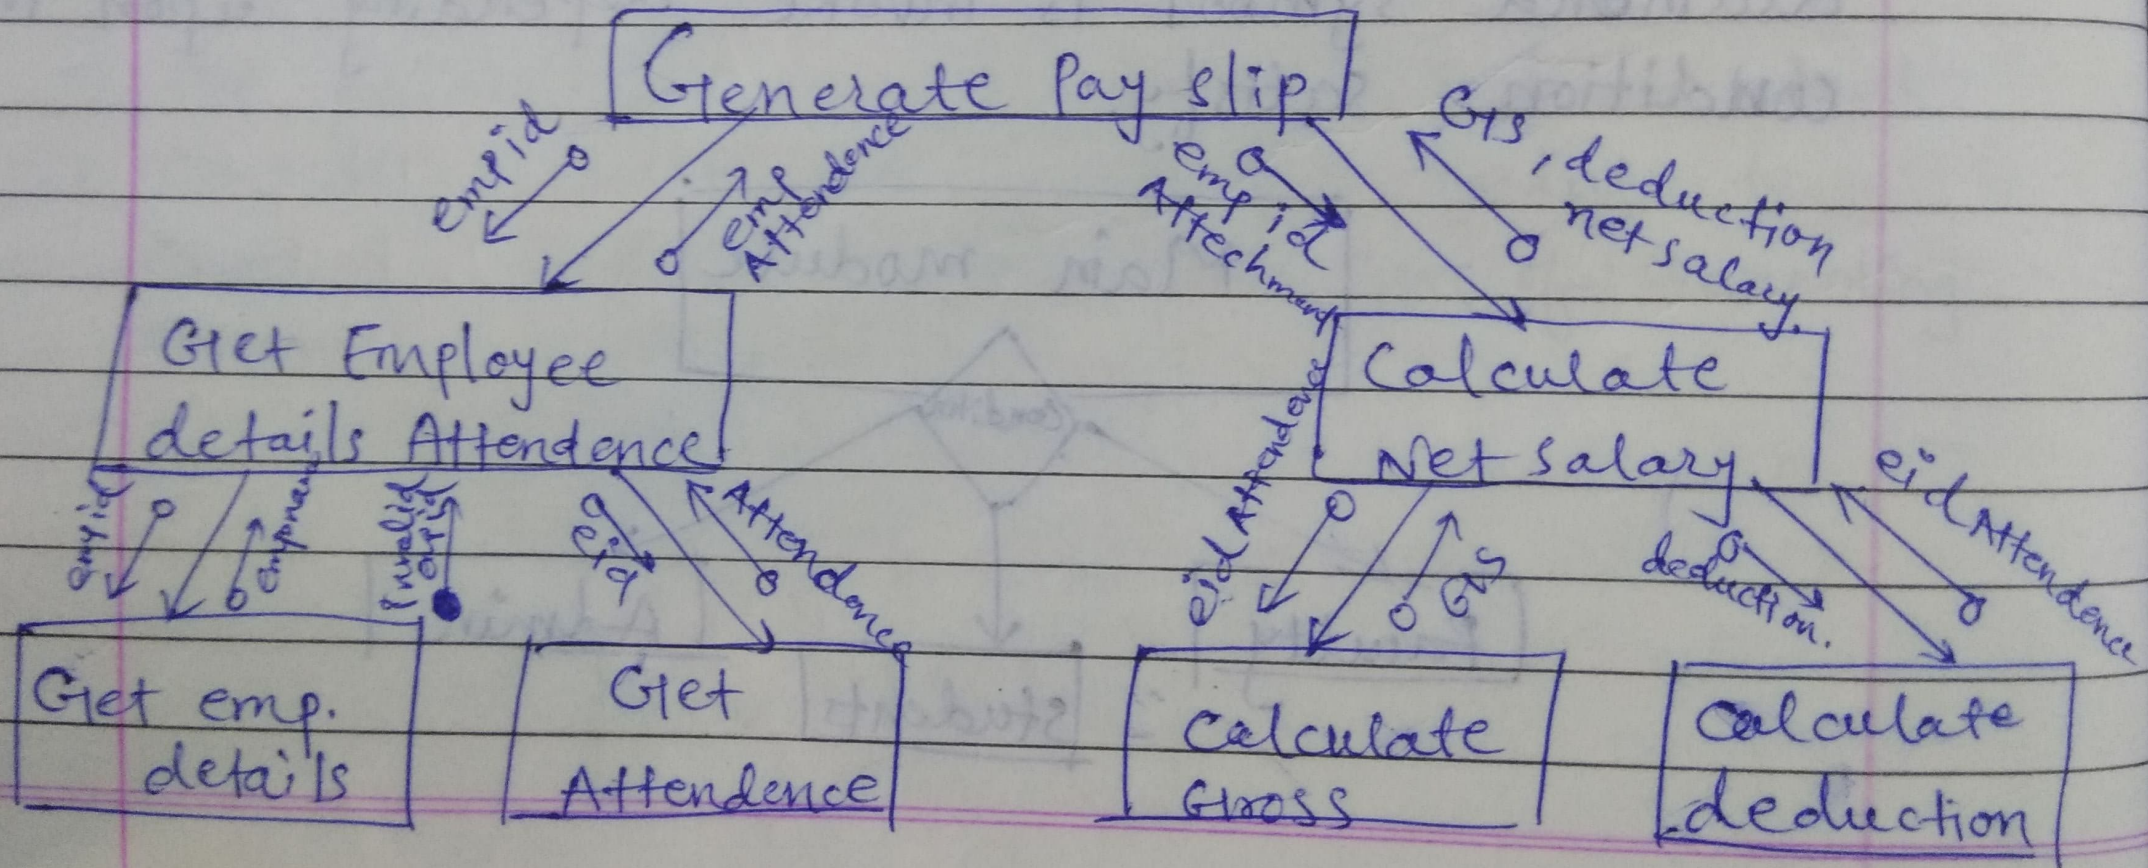 Generate Pay slip
empid
emp
Attendence
emp id
Attechment
GS, deduction
net salary.
Get Employee
details Attendence
Calculate
Net salary
empid
empname
Invalid
eid
Attendence
eid Attendence
GS
deduction.
eid Attendence
Get emp.
details
Get
Attendence
Calculate
Gross
Calculate
deduction